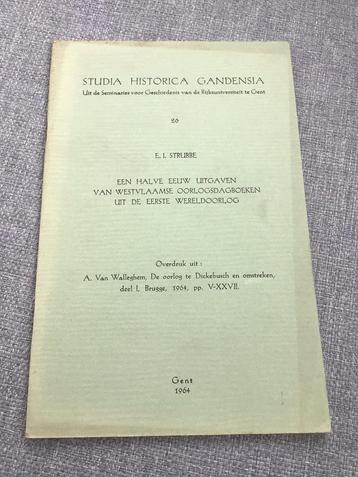 STUDIA HISTORICA GANDENSIA
Uit de Seminaries voor Geschiedenis van de Rijksuniversiteit te Gent
26
E. I. STRUBBE
EEN HALVE EEUW UITGAVEN
VAN WESTVLAAMSE OORLOGSDAGBOEKEN
UIT DE EERSTE WERELDOORLOG
Overdruk uit :
A. Van Walleghem, De oorlog te Dickebusch en omstreken,
deel I, Brugge, 1964, pp. V-XXVII.
Gent
1964